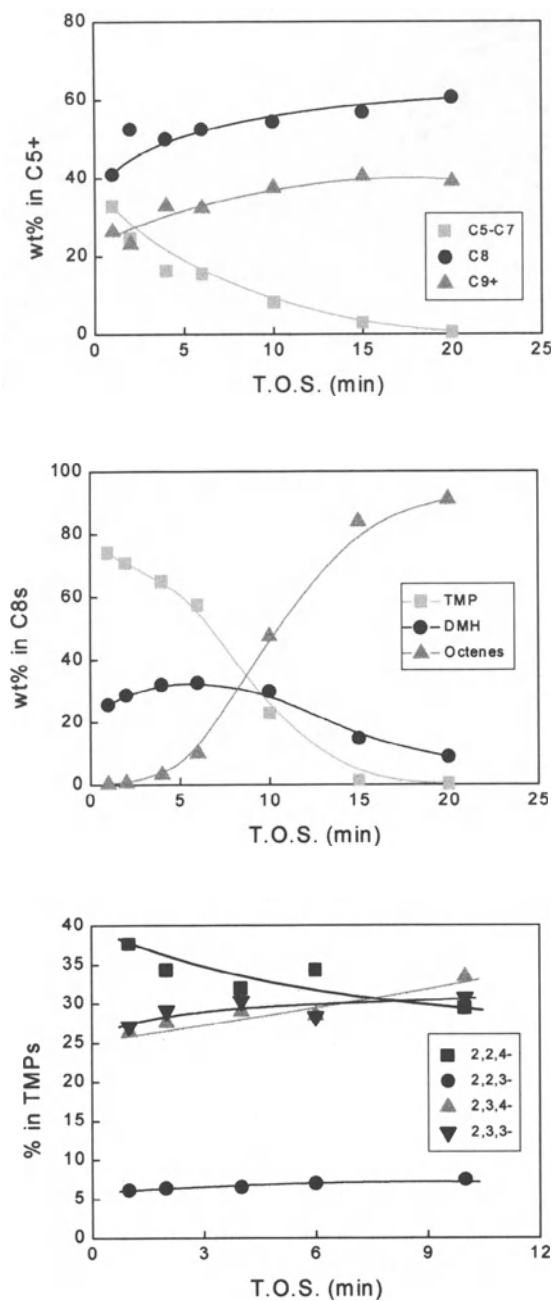 80
60
40
20
0
wt% in C5+
C5-C7
C8
C9+
0 5 10 15 20 25
T.O.S. (min)
100
80
60
40
20
0
wt% in C8s
TMP
DMH
Octenes
0 5 10 15 20 25
T.O.S. (min)
40
35
30
25
20
15
10
5
0
% in TMPs
2,2,4-
2,2,3-
2,3,4-
2,3,3-
0 3 6 9 12
T.O.S. (min)